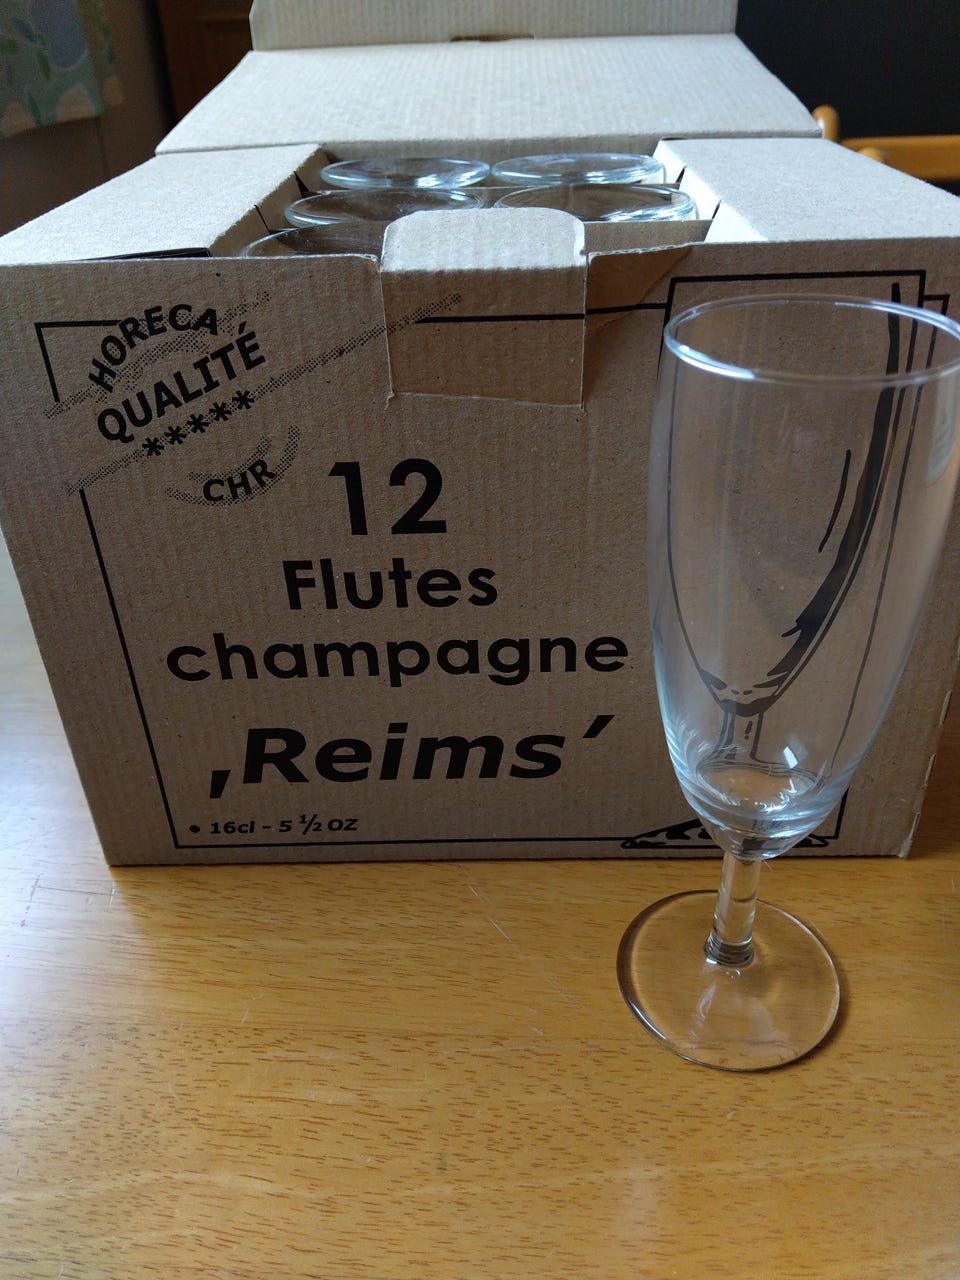 HORECA
QUALITÉ
*****
CHR
12
Flutes
champagne
‚Reims’
• 16cl - 5 ½ OZ